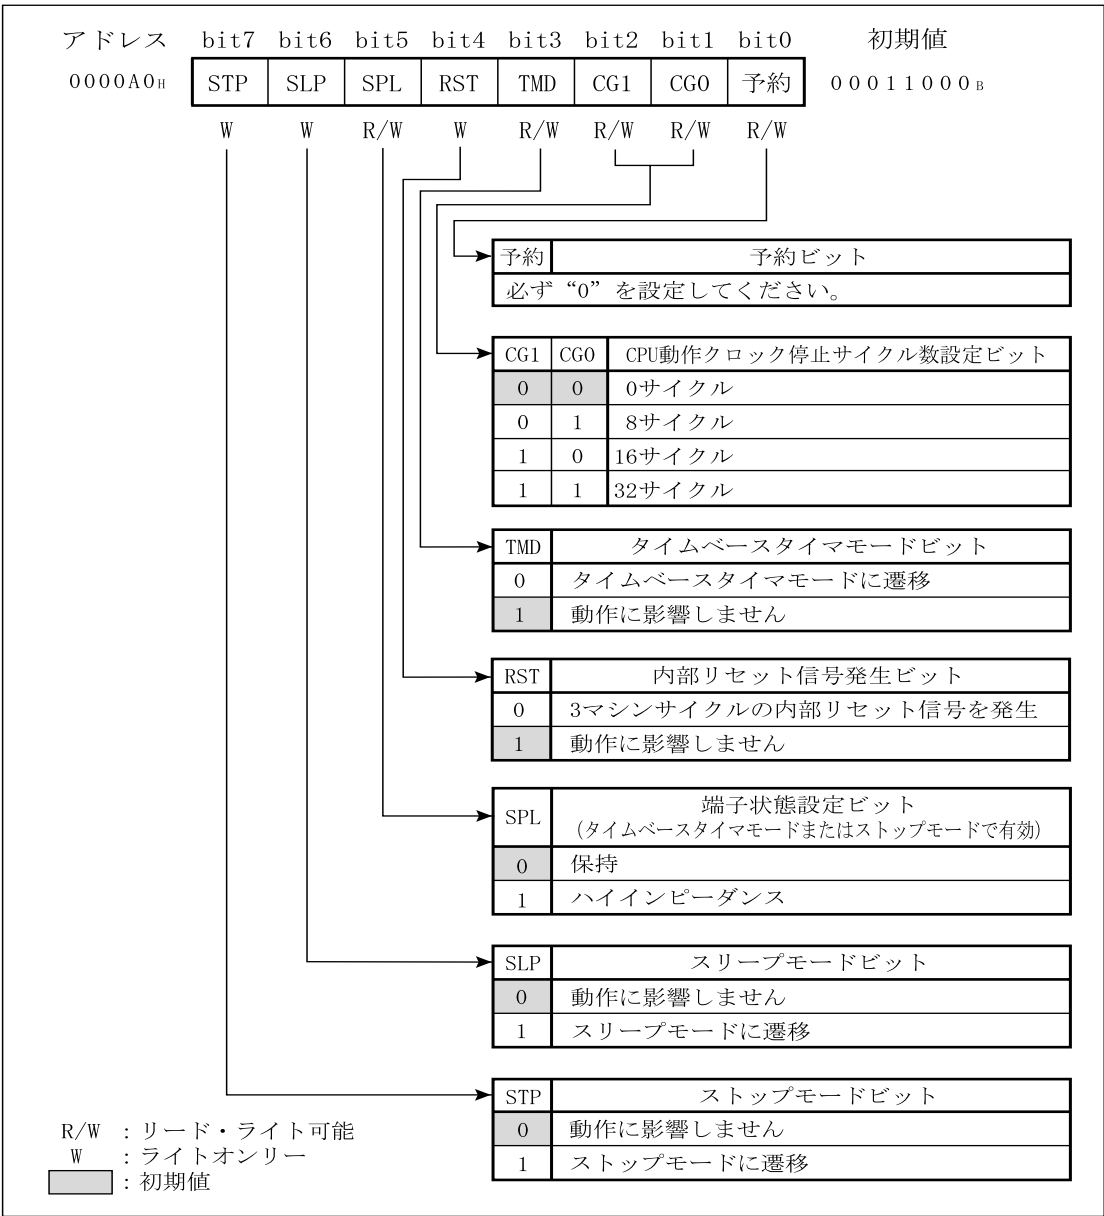 アドレス bit7 bit6 bit5 bit4 bit3 bit2 bit1 bit0 初期値
0000A0H STP SLP SPL RST TMD CG1 CG0 予約 00011000B
W W R/W W R/W R/W R/W R/W
予約 予約ビット
必ず“0”を設定してください。
CG1 CG0 CPU動作クロック停止サイクル数設定ビット
0 0 0サイクル
0 1 8サイクル
1 0 16サイクル
1 1 32サイクル
TMD タイムベースタイマモードビット
0 タイムベースタイマモードに遷移
1 動作に影響しません
RST 内部リセット信号発生ビット
0 3マシンサイクルの内部リセット信号を発生
1 動作に影響しません
SPL 端子状態設定ビット
(タイムベースタイマモードまたはストップモードで有効)
0 保持
1 ハイインピーダンス
SLP スリープモードビット
0 動作に影響しません
1 スリープモードに遷移
STP ストップモードビット
0 動作に影響しません
1 ストップモードに遷移
R/W :リード・ライト可能
W :ライトオンリー
:初期値